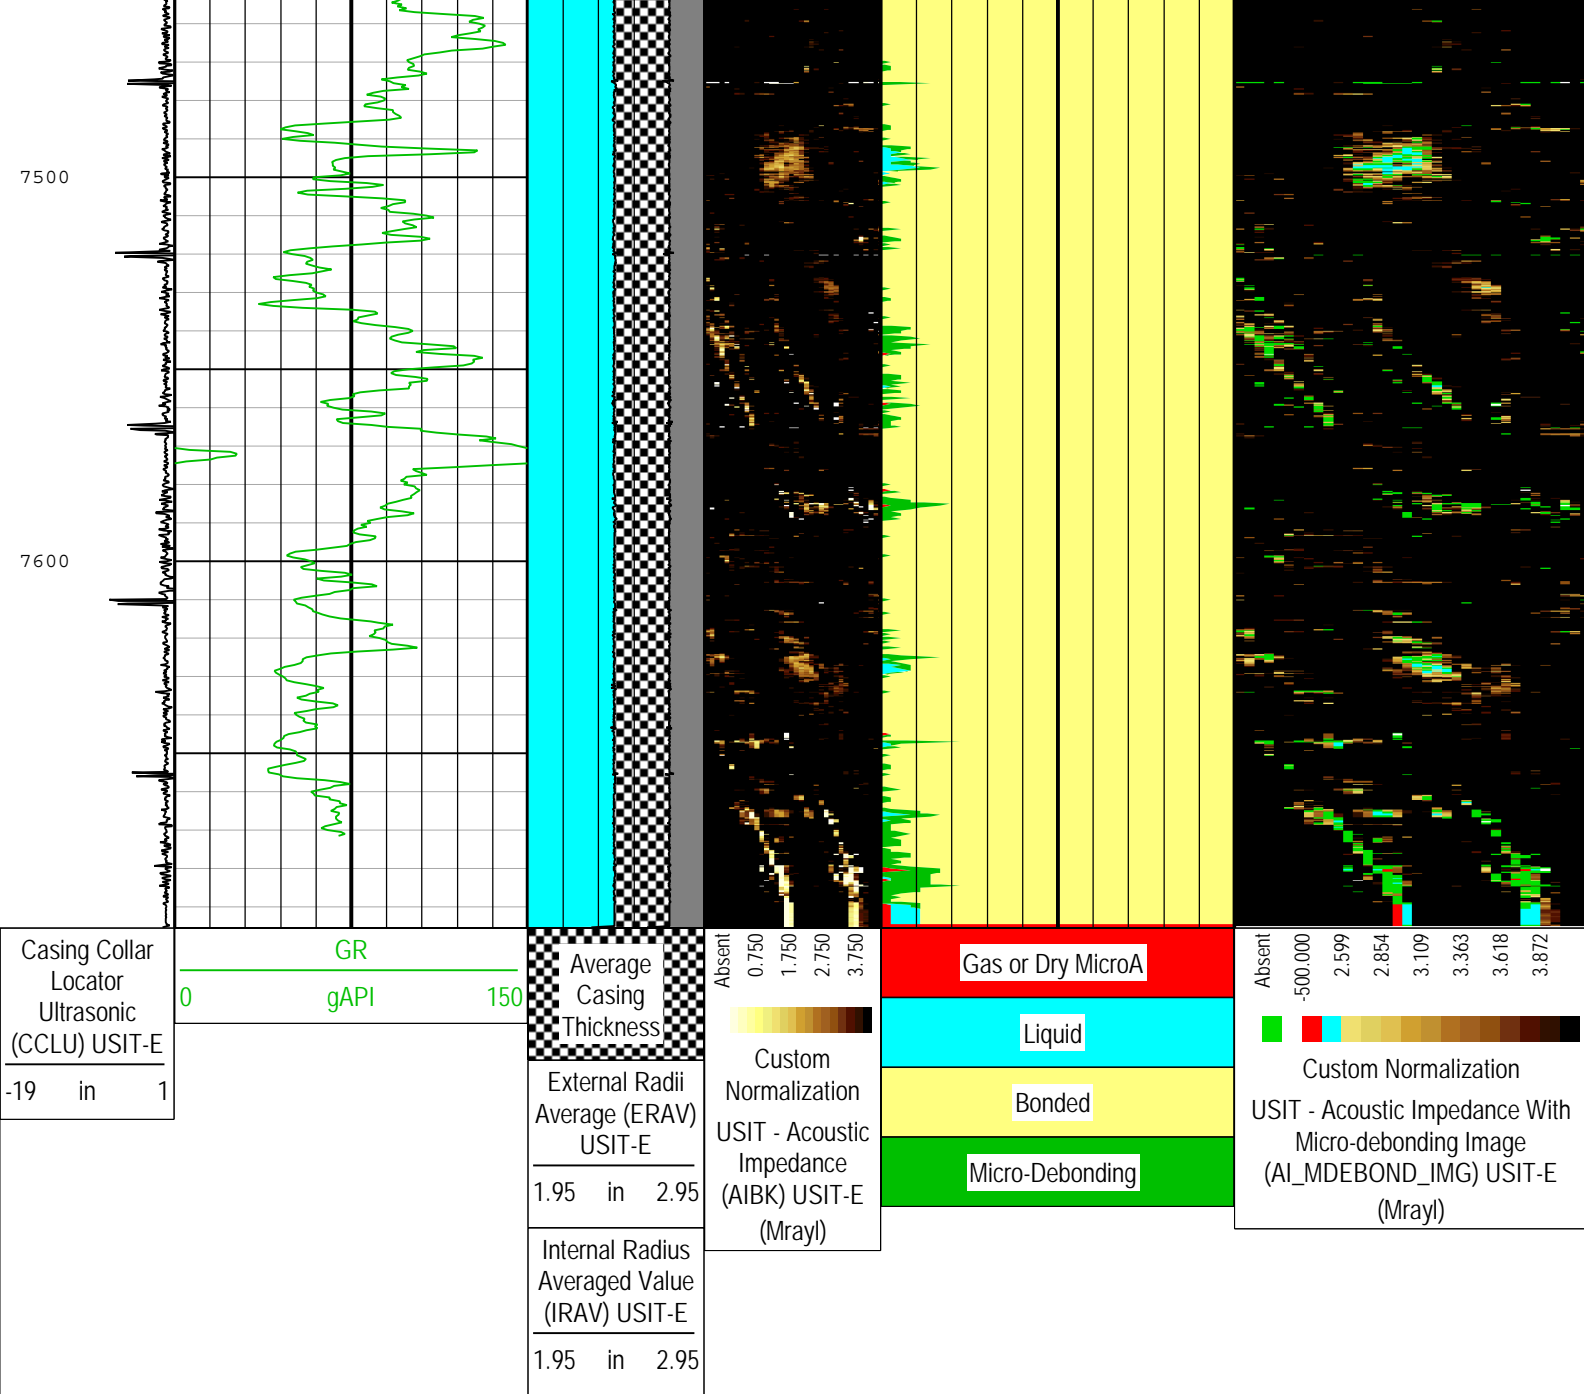 7500
7600
Casing Collar
Locator
Ultrasonic
(CCLU) USIT-E
-19 in 1
GR
0 gAPI 150
Average
Casing
Thickness
External Radii
Average (ERAV)
USIT-E
1.95 in 2.95
Internal Radius
Averaged Value
(IRAV) USIT-E
1.95 in 2.95
Absent 0.750 1.750 2.750 3.750
Custom
Normalization
USIT - Acoustic
Impedance
(AIBK) USIT-E
(Mrayl)
Gas or Dry MicroA
Liquid
Bonded
Micro-Debonding
Absent -500.000 2.599 2.854 3.109 3.363 3.618 3.872
Custom Normalization
USIT - Acoustic Impedance With
Micro-debonding Image
(AI_MDEBOND_IMG) USIT-E
(Mrayl)